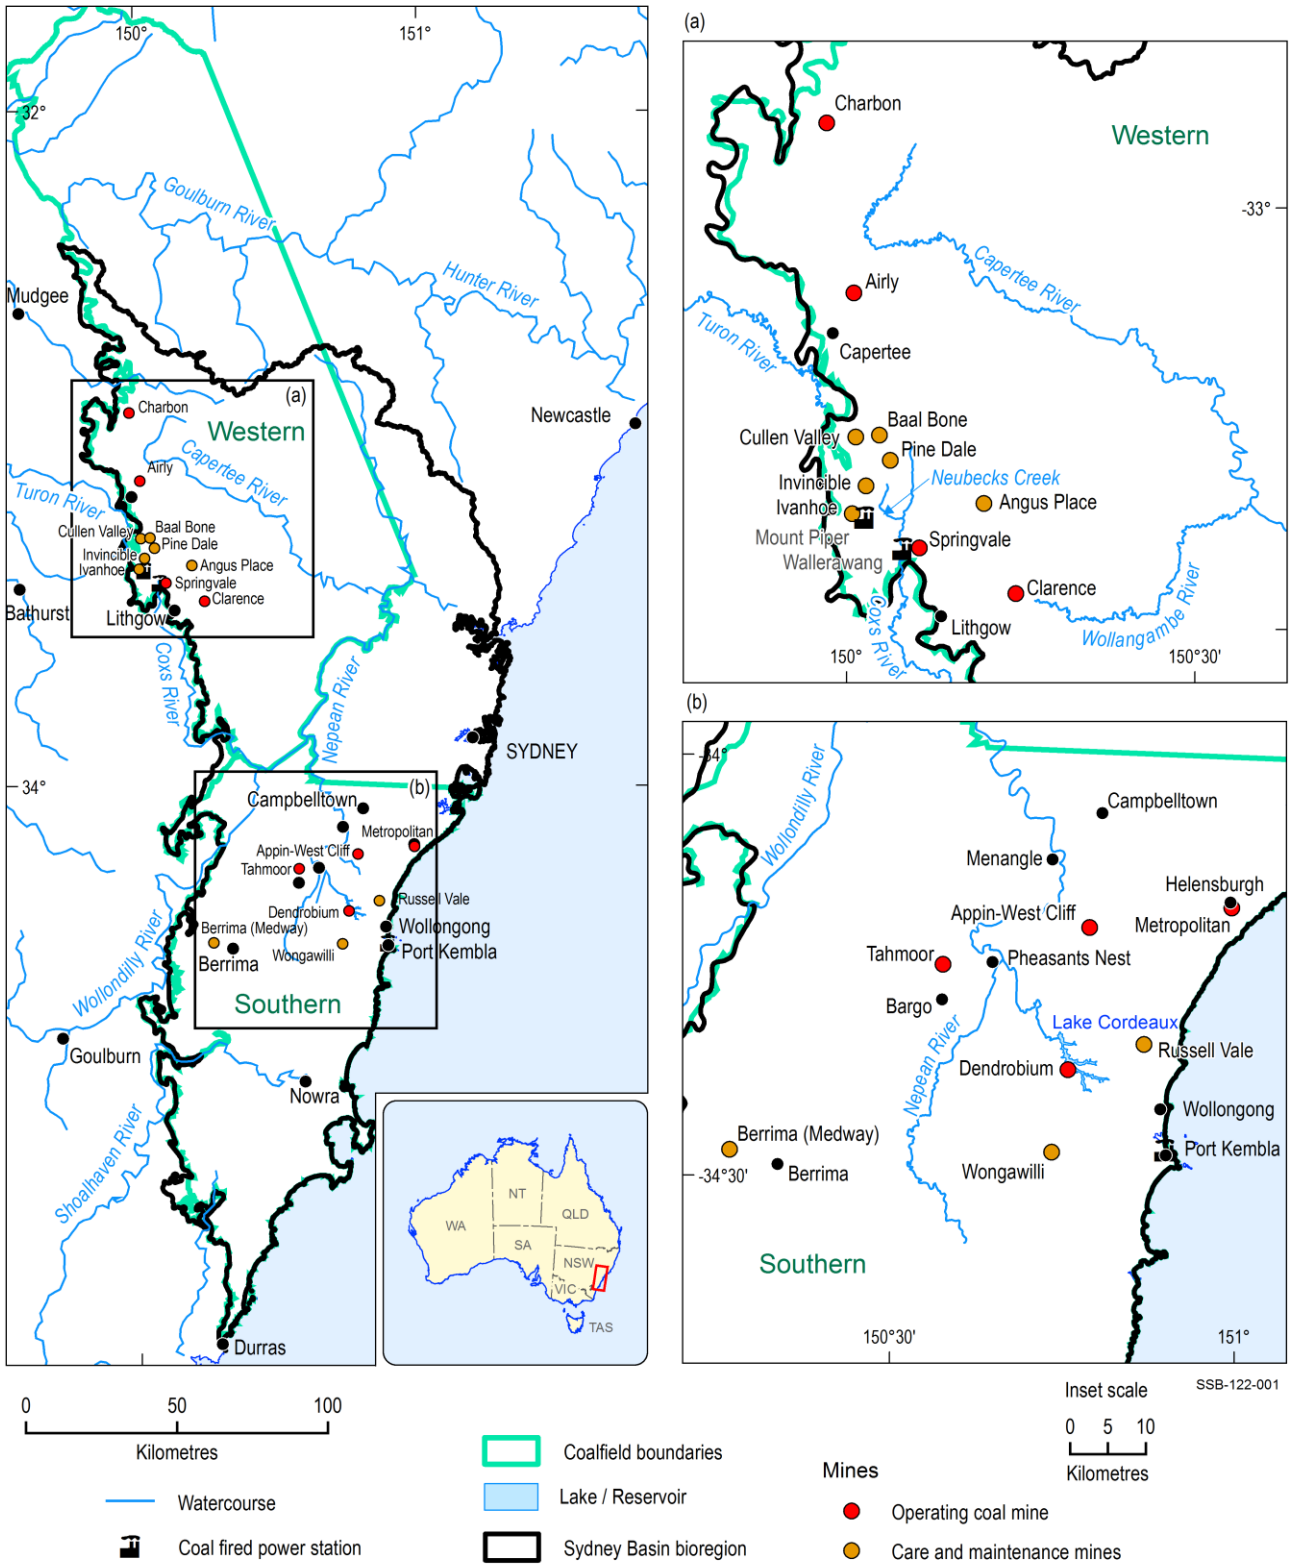 150°
151°
32°
Goulburn River
Hunter River
Mudgee
Newcastle
(a)
Charbon
Western
Airly
Capertee River
Turon River
Cullen Valley
Baal Bone
Pine Dale
Invincible
Ivanhoe
Angus Place
Springvale
Clarence
Bathurst
Lithgow
Coxs River
Nepean River
SYDNEY
34°
(b)
Campbelltown
Metropolitan
Appin-West Cliff
Tahmoor
Russell Vale
Dendrobium
Berrima (Medway)
Wollongong
Berrima
Wongawilli
Port Kembla
Wollondilly River
Southern
Goulburn
Nowra
Shoalhaven River
Durras
WA
NT
QLD
SA
NSW
VIC
TAS
(a)
Charbon
Western
-33°
Capertee River
Airly
Turon River
Capertee
Baal Bone
Cullen Valley
Pine Dale
Neubecks Creek
Invincible
Angus Place
Ivanhoe
Mount Piper
Springvale
Wallerawang
Clarence
Coxs River
Lithgow
Wollangambe River
150°
150°30'
(b)
-34°
Wollondilly River
Campbelltown
Menangle
Helensburgh
Appin-West Cliff
Metropolitan
Tahmoor
Pheasants Nest
Bargo
Lake Cordeaux
Nepean River
Russell Vale
Dendrobium
Wollongong
Berrima (Medway)
Port Kembla
-34°30'
Berrima
Wongawilli
Southern
150°30'
151°
Inset scale
SSB-122-001
0 5 10
Kilometres
0 50 100
Kilometres
Watercourse
Coal fired power station
Coalfield boundaries
Lake / Reservoir
Sydney Basin bioregion
Mines
Operating coal mine
Care and maintenance mines